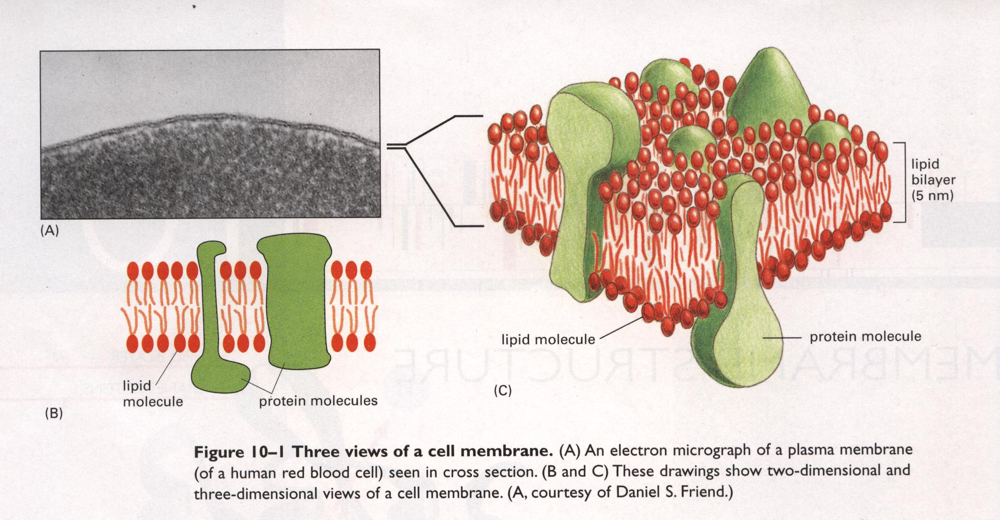 (A)
lipid
bilayer
(5 nm)
lipid molecule
protein molecule
(C)
lipid
molecule
protein molecules
(B)
Figure 10–1 Three views of a cell membrane. (A) An electron micrograph of a plasma membrane
(of a human red blood cell) seen in cross section. (B and C) These drawings show two-dimensional and
three-dimensional views of a cell membrane. (A, courtesy of Daniel S. Friend.)